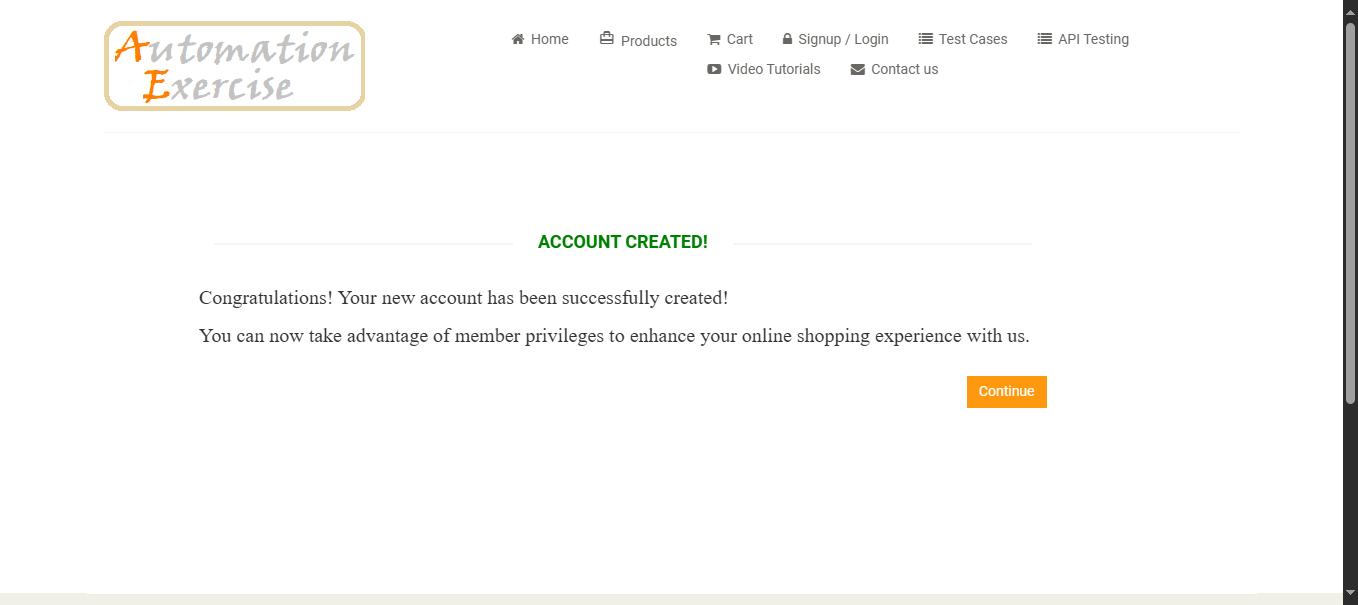 Automation
Exercise
Home Products Cart Signup / Login Test Cases API Testing
Video Tutorials Contact us
ACCOUNT CREATED!
Congratulations! Your new account has been successfully created!
You can now take advantage of member privileges to enhance your online shopping experience with us.
Continue